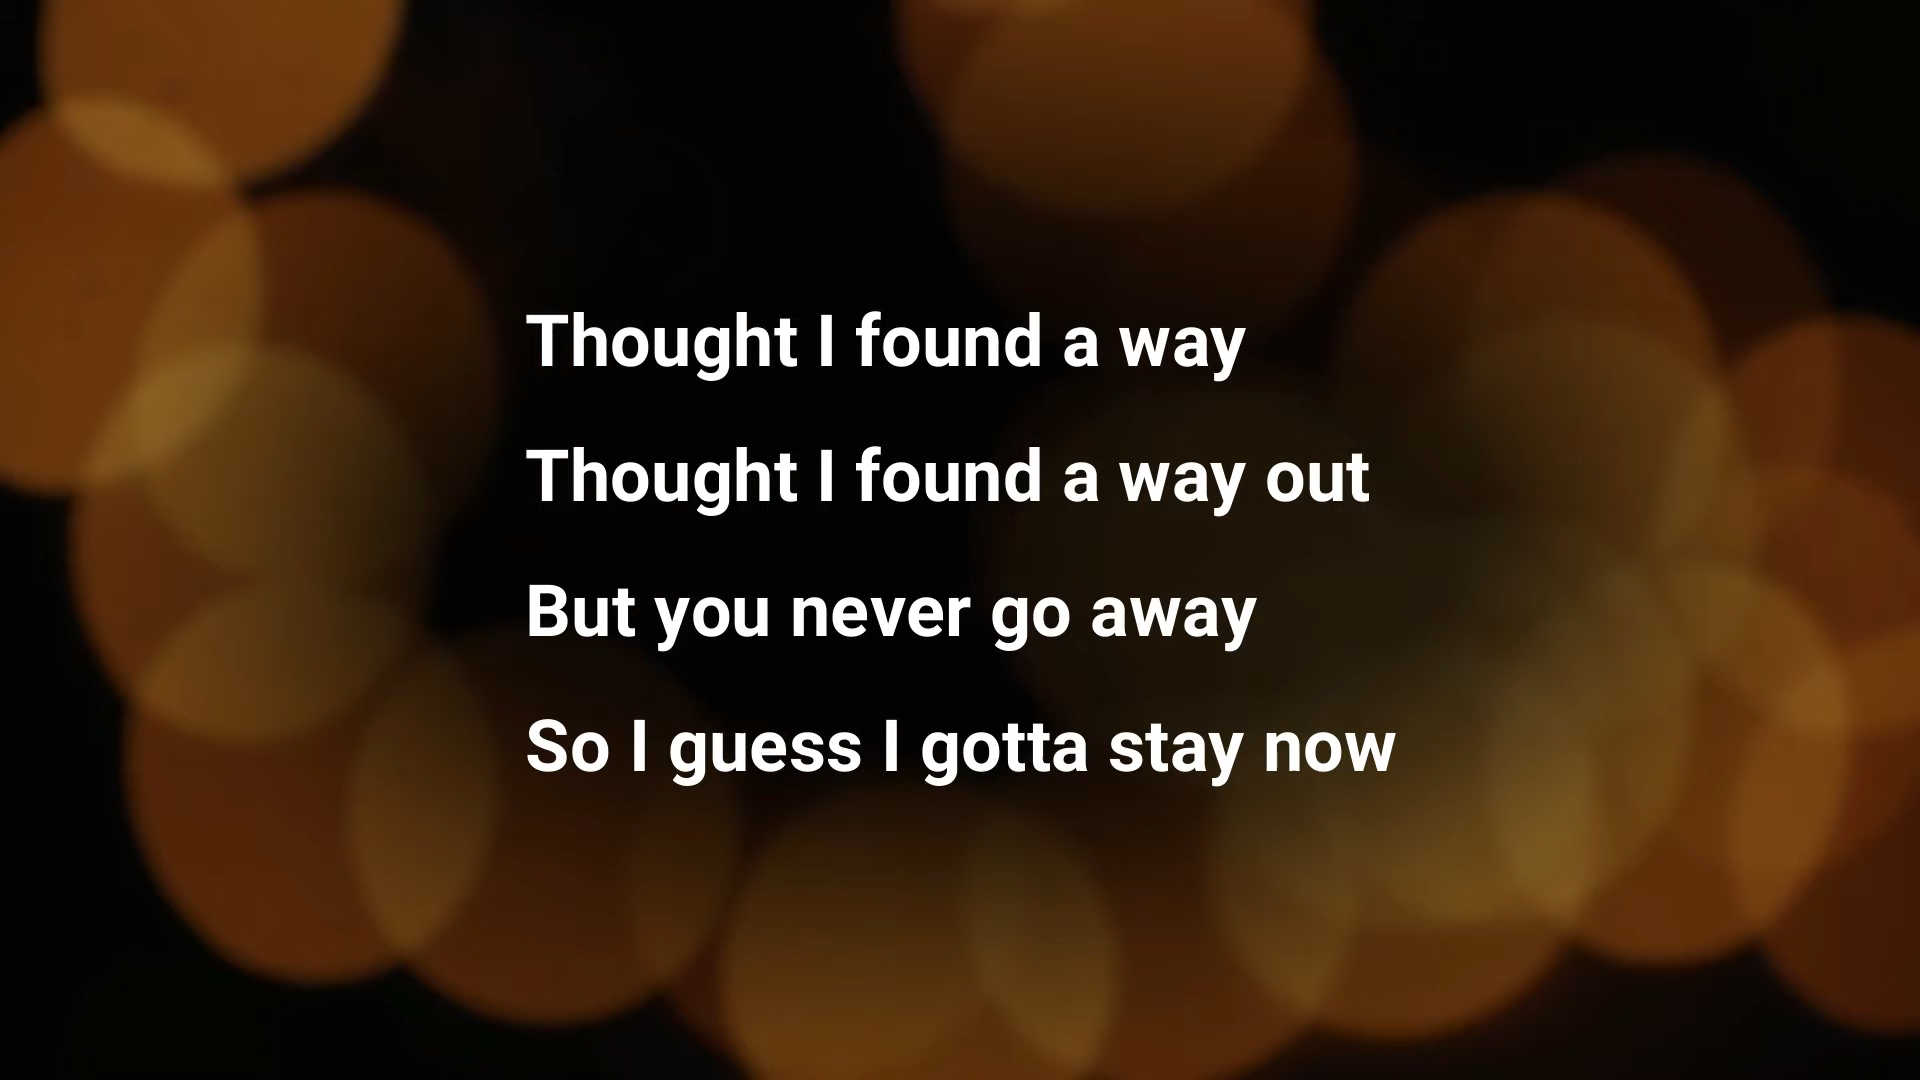 Thought I found a way
Thought I found a way out
But you never go away
So I guess I gotta stay now